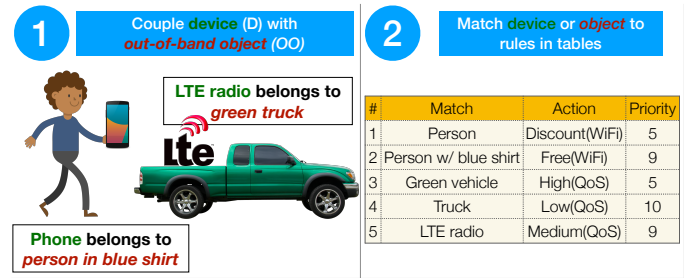 1
Couple device (D) with
out-of-band object (OO)
LTE radio belongs to
green truck
Lte
Phone belongs to
person in blue shirt
2
Match device or object to
rules in tables
# Match Action Priority
1 Person Discount(WiFi) 5
2 Person w/ blue shirt Free(WiFi) 9
3 Green vehicle High(QoS) 5
4 Truck Low(QoS) 10
5 LTE radio Medium(QoS) 9